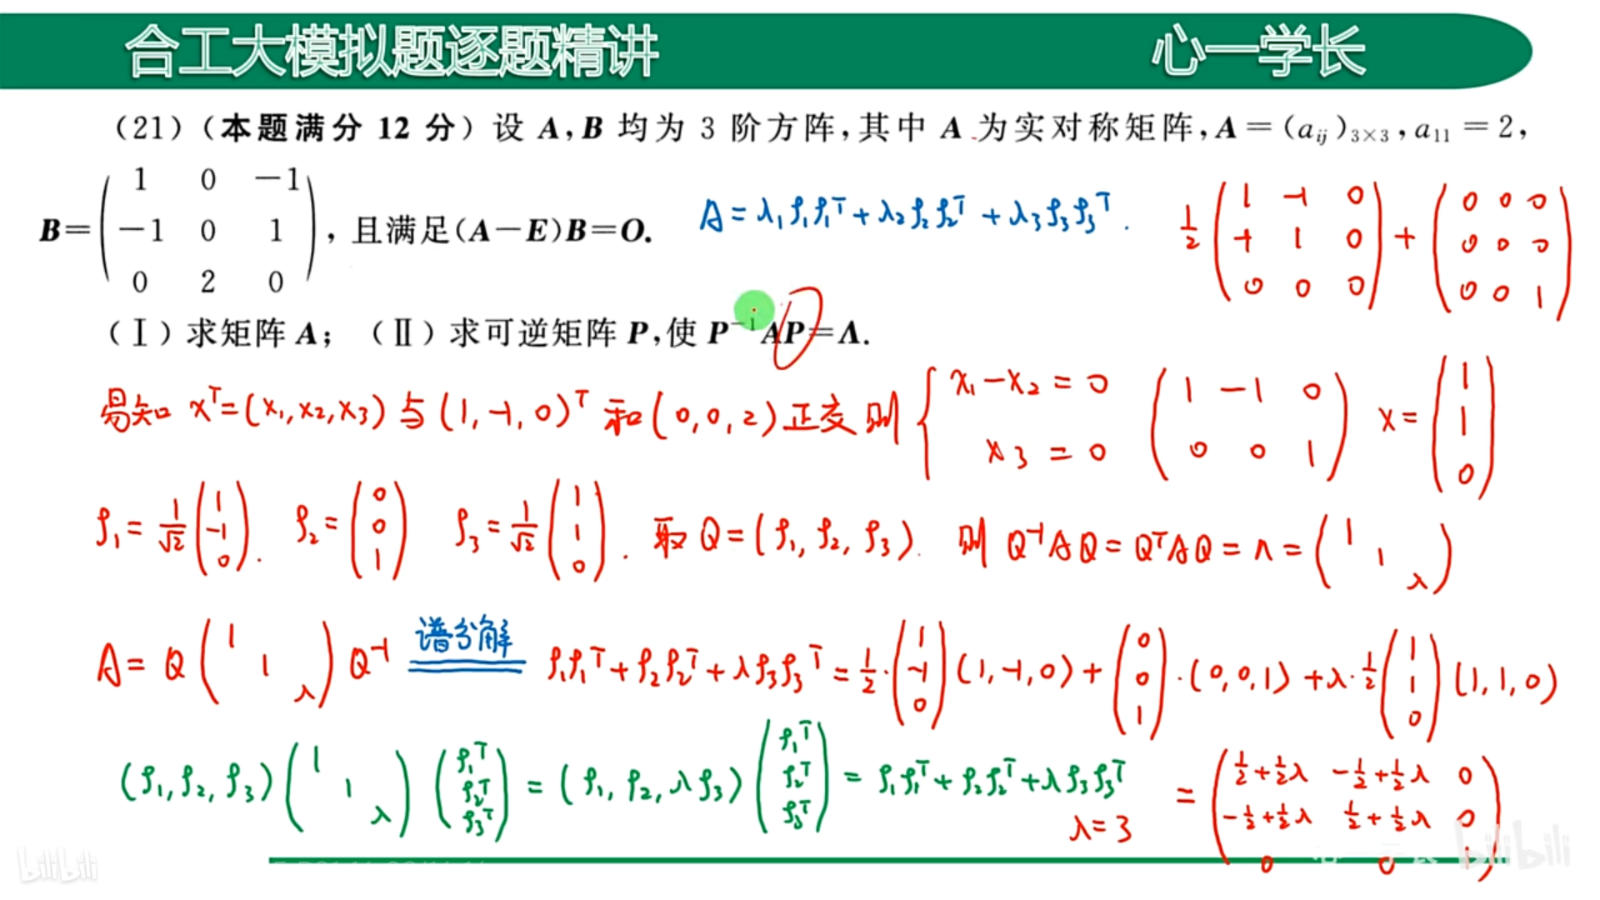 合工大模拟题逐题精讲 心一学长
(21)(本题满分 12 分)设 A,B 均为 3 阶方阵,其中 A 为实对称矩阵,A=(aᵢⱼ)₃ₓ₃,a₁₁=2,
B=(1 0 -1; -1 0 1; 0 2 0),且满足(A-E)B=O.
A=λ₁ρ₁ρ₁ᵀ+λ₂ρ₂ρ₂ᵀ+λ₃ρ₃ρ₃ᵀ.
1/2(1 -1 0; -1 1 0; 0 0 0)+(0 0 0; 0 0 0; 0 0 1)
(Ⅰ)求矩阵 A; (Ⅱ)求可逆矩阵 P,使 P⁻¹AP=Λ.
易知 xᵀ=(x₁,x₂,x₃)与(1,-1,0)ᵀ和(0,0,2)正交 则 {x₁-x₂=0; x₃=0 (1 -1 0; 0 0 1) x=(1; 1; 0)
ρ₁=1/√2(1; -1; 0). ρ₂=(0; 0; 1) ρ₃=1/√2(1; 1; 0). 取Q=(ρ₁,ρ₂,ρ₃). 则 Q⁻¹AQ=QᵀAQ=Λ=(1 1 λ)
A=Q(1 1 λ)Q⁻¹ 谱分解 ρ₁ρ₁ᵀ+ρ₂ρ₂ᵀ+λρ₃ρ₃ᵀ=1/2·(1; -1; 0)(1,-1,0)+(0; 0; 1)·(0,0,1)+λ·1/2(1; 1; 0)(1,1,0)
(ρ₁,ρ₂,ρ₃)(1 1 λ)(ρ₁ᵀ; ρ₂ᵀ; ρ₃ᵀ)=(ρ₁,ρ₂,λρ₃)(ρ₁ᵀ; ρ₂ᵀ; ρ₃ᵀ)=ρ₁ρ₁ᵀ+ρ₂ρ₂ᵀ+λρ₃ρ₃ᵀ
=(1/2+1/2λ -1/2+1/2λ 0; -1/2+1/2λ 1/2+1/2λ 0; 0 0 1)
λ=3
bilibili
bilibili